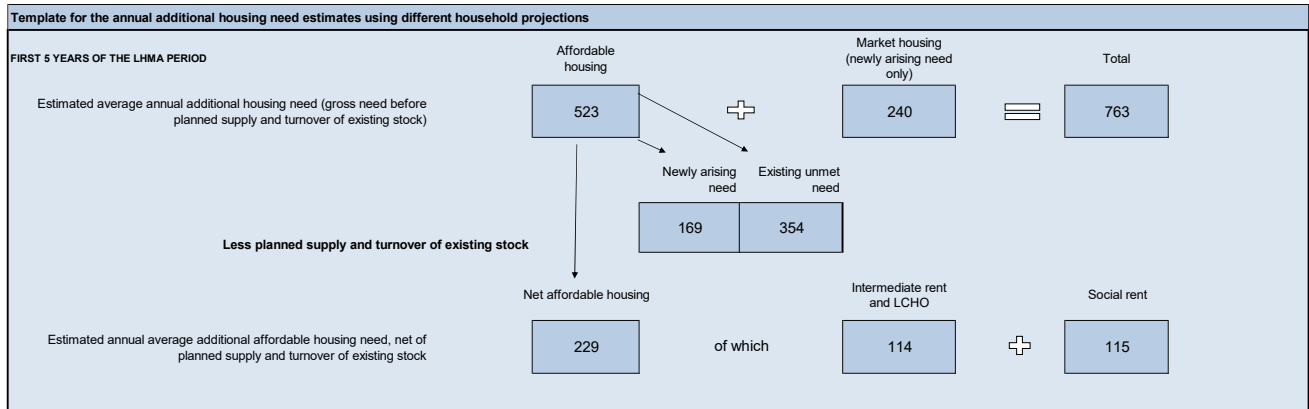 Template for the annual additional housing need estimates using different household projections
FIRST 5 YEARS OF THE LHMA PERIOD
Affordable
housing
Market housing
(newly arising need
only)
Total
Estimated average annual additional housing need (gross need before
planned supply and turnover of existing stock)
523
240
763
Newly arising
need
Existing unmet
need
169
354
Less planned supply and turnover of existing stock
Net affordable housing
Intermediate rent
and LCHO
Social rent
Estimated annual average additional affordable housing need, net of
planned supply and turnover of existing stock
229
of which
114
115